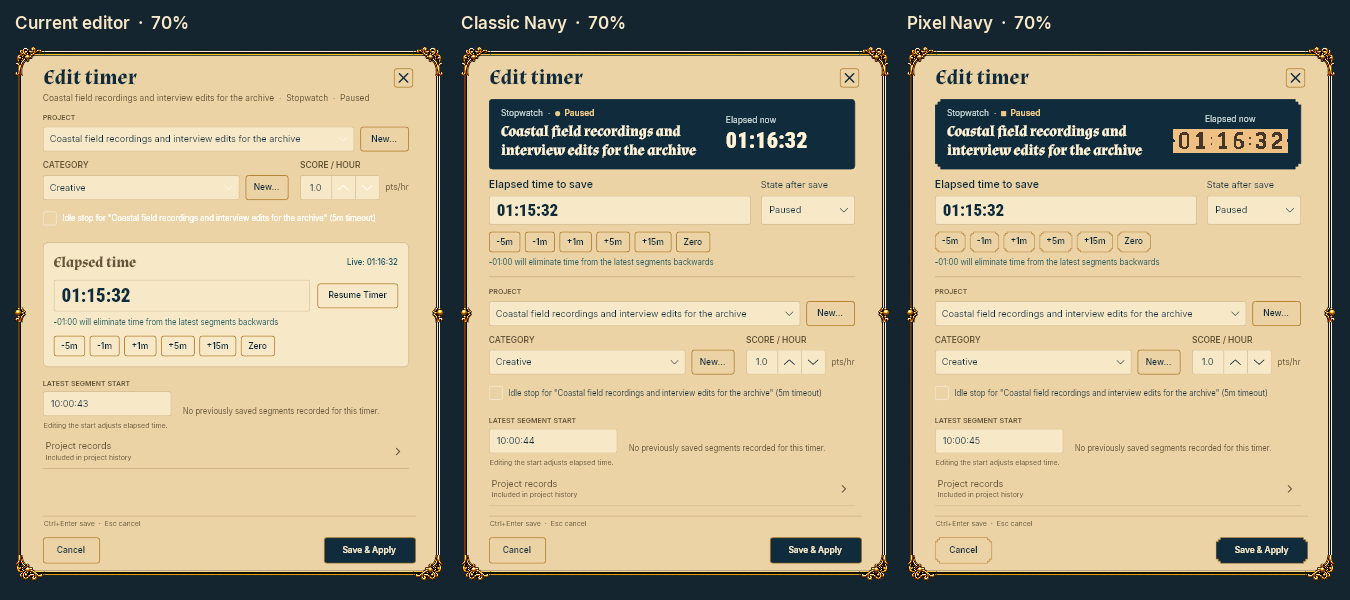 Current editor · 70%
Edit timer
Coastal field recordings and interview edits for the archive · Stopwatch · Paused
PROJECT
Coastal field recordings and interview edits for the archive
New...
CATEGORY
SCORE / HOUR
Creative
New...
1.0
pts/hr
Idle stop for "Coastal field recordings and interview edits for the archive" (5m timeout)
Elapsed time
Live: 01:16:32
01:15:32
Resume Timer
-01:00 will eliminate time from the latest segments backwards
-5m
-1m
+1m
+5m
+15m
Zero
LATEST SEGMENT START
10:00:43
No previously saved segments recorded for this timer.
Editing the start adjusts elapsed time.
Project records
Included in project history
Ctrl+Enter save · Esc cancel
Cancel
Save & Apply
Classic Navy · 70%
Edit timer
Stopwatch · Paused
Coastal field recordings and
interview edits for the archive
Elapsed now
01:16:32
Elapsed time to save
State after save
01:15:32
Paused
-5m
-1m
+1m
+5m
+15m
Zero
-01:00 will eliminate time from the latest segments backwards
PROJECT
Coastal field recordings and interview edits for the archive
New...
CATEGORY
SCORE / HOUR
Creative
New...
1.0
pts/hr
Idle stop for "Coastal field recordings and interview edits for the archive" (5m timeout)
LATEST SEGMENT START
10:00:44
No previously saved segments recorded for this timer.
Editing the start adjusts elapsed time.
Project records
Included in project history
Ctrl+Enter save · Esc cancel
Cancel
Save & Apply
Pixel Navy · 70%
Edit timer
Stopwatch · Paused
Coastal field recordings and
interview edits for the archive
Elapsed now
01:16:32
Elapsed time to save
State after save
01:15:32
Paused
-5m
-1m
+1m
+5m
+15m
Zero
-01:00 will eliminate time from the latest segments backwards
PROJECT
Coastal field recordings and interview edits for the archive
New...
CATEGORY
SCORE / HOUR
Creative
New...
1.0
pts/hr
Idle stop for "Coastal field recordings and interview edits for the archive" (5m timeout)
LATEST SEGMENT START
10:00:45
No previously saved segments recorded for this timer.
Editing the start adjusts elapsed time.
Project records
Included in project history
Ctrl+Enter save · Esc cancel
Cancel
Save & Apply